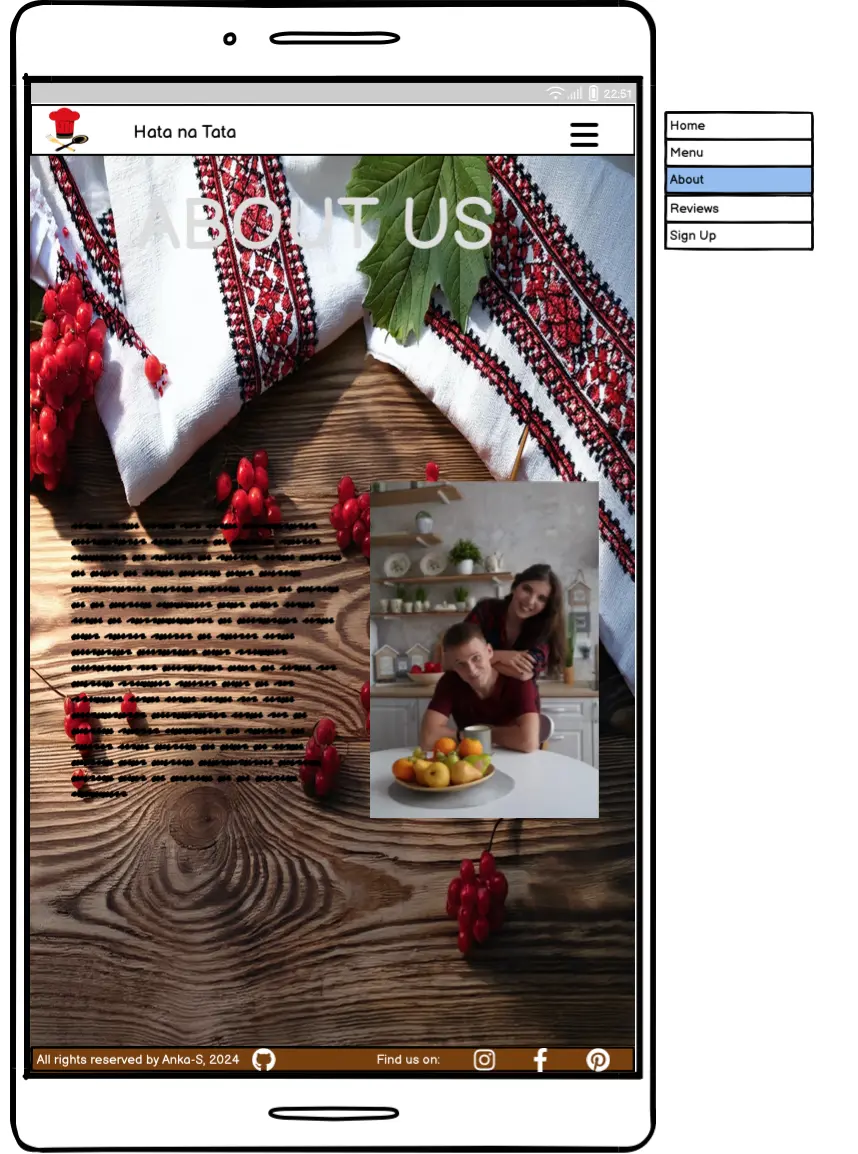 22:51
Hata na Tata
Home
Menu
About
Reviews
Sign Up
ABOUT US
All rights reserved by Anka-S, 2024
Find us on: